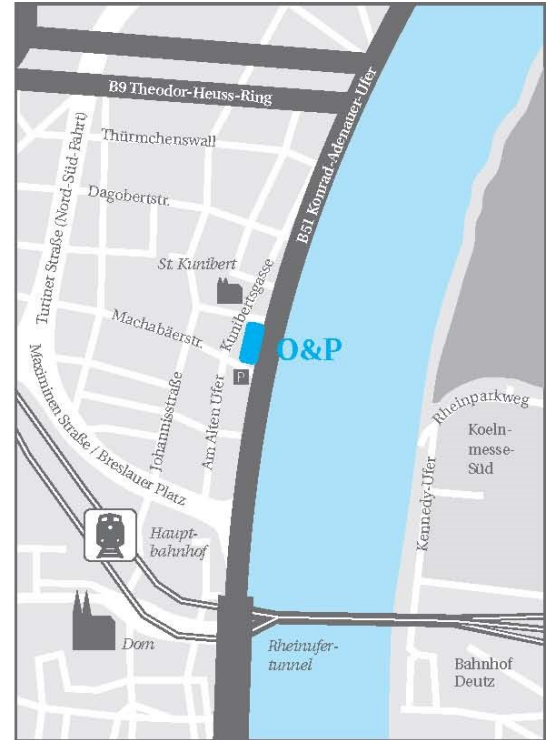 B9 Theodor-Heuss-Ring
B51 Konrad-Adenauer-Ufer
Thürmchenswall
Turiner Straße (Nord-Süd-Fahrt)
Dagobertstr.
St. Kunibert
Kunibertsgasse
Machabäerstr.
O&P
P
Maximinen Straße / Breslauer Platz
Johannisstraße
Am Alten Ufer
Rheinparkweg
Koeln-
messe-
Süd
Kennedy-Ufer
Haupt-
bahnhof
Dom
Rheinufer-
tunnel
Bahnhof
Deutz